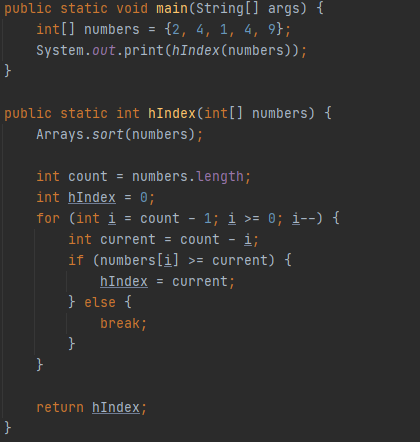 public static void main(String[] args) {
    int[] numbers = {2, 4, 1, 4, 9};
    System.out.print(hIndex(numbers));
}

public static int hIndex(int[] numbers) {
    Arrays.sort(numbers);

    int count = numbers.length;
    int hIndex = 0;
    for (int i = count - 1; i >= 0; i--) {
        int current = count - i;
        if (numbers[i] >= current) {
            hIndex = current;
        } else {
            break;
        }
    }

    return hIndex;
}